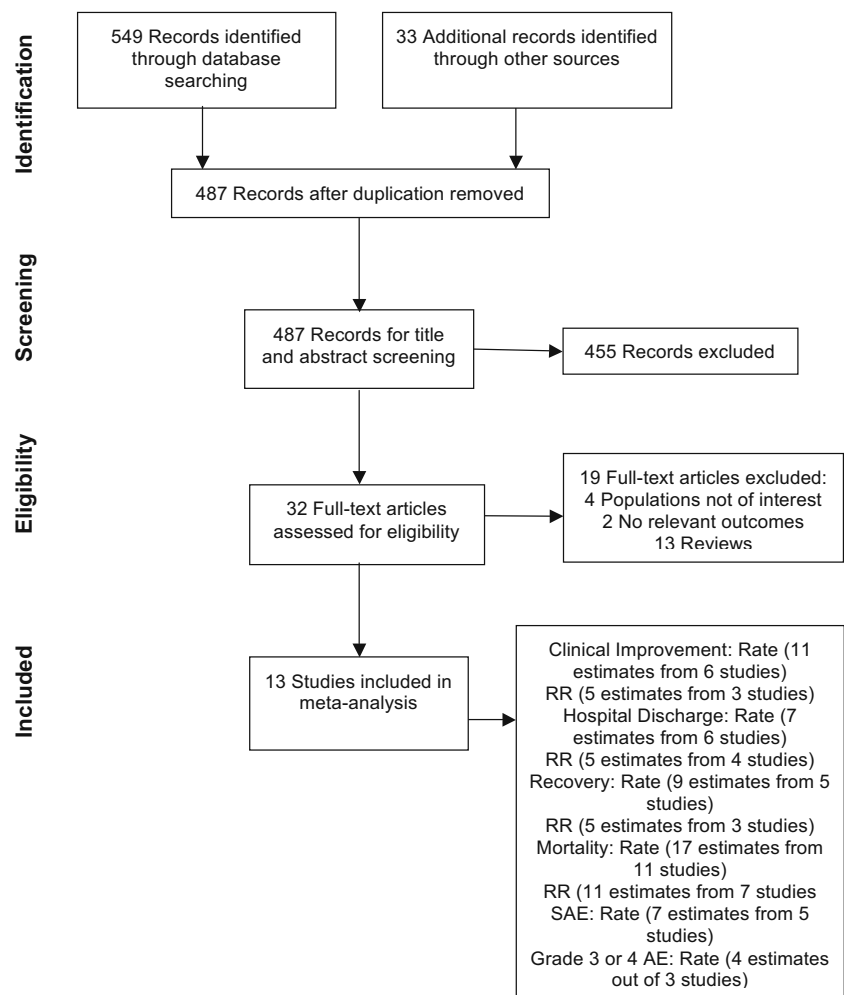 Identification
549 Records identified
through database
searching
33 Additional records identified
through other sources
487 Records after duplication removed
Screening
487 Records for title
and abstract screening
455 Records excluded
Eligibility
32 Full-text articles
assessed for eligibility
19 Full-text articles excluded:
4 Populations not of interest
2 No relevant outcomes
13 Reviews
Included
13 Studies included in
meta-analysis
Clinical Improvement: Rate (11
estimates from 6 studies)
RR (5 estimates from 3 studies)
Hospital Discharge: Rate (7
estimates from 6 studies)
RR (5 estimates from 4 studies)
Recovery: Rate (9 estimates from 5
studies)
RR (5 estimates from 3 studies)
Mortality: Rate (17 estimates from
11 studies)
RR (11 estimates from 7 studies
SAE: Rate (7 estimates from 5
studies)
Grade 3 or 4 AE: Rate (4 estimates
out of 3 studies)